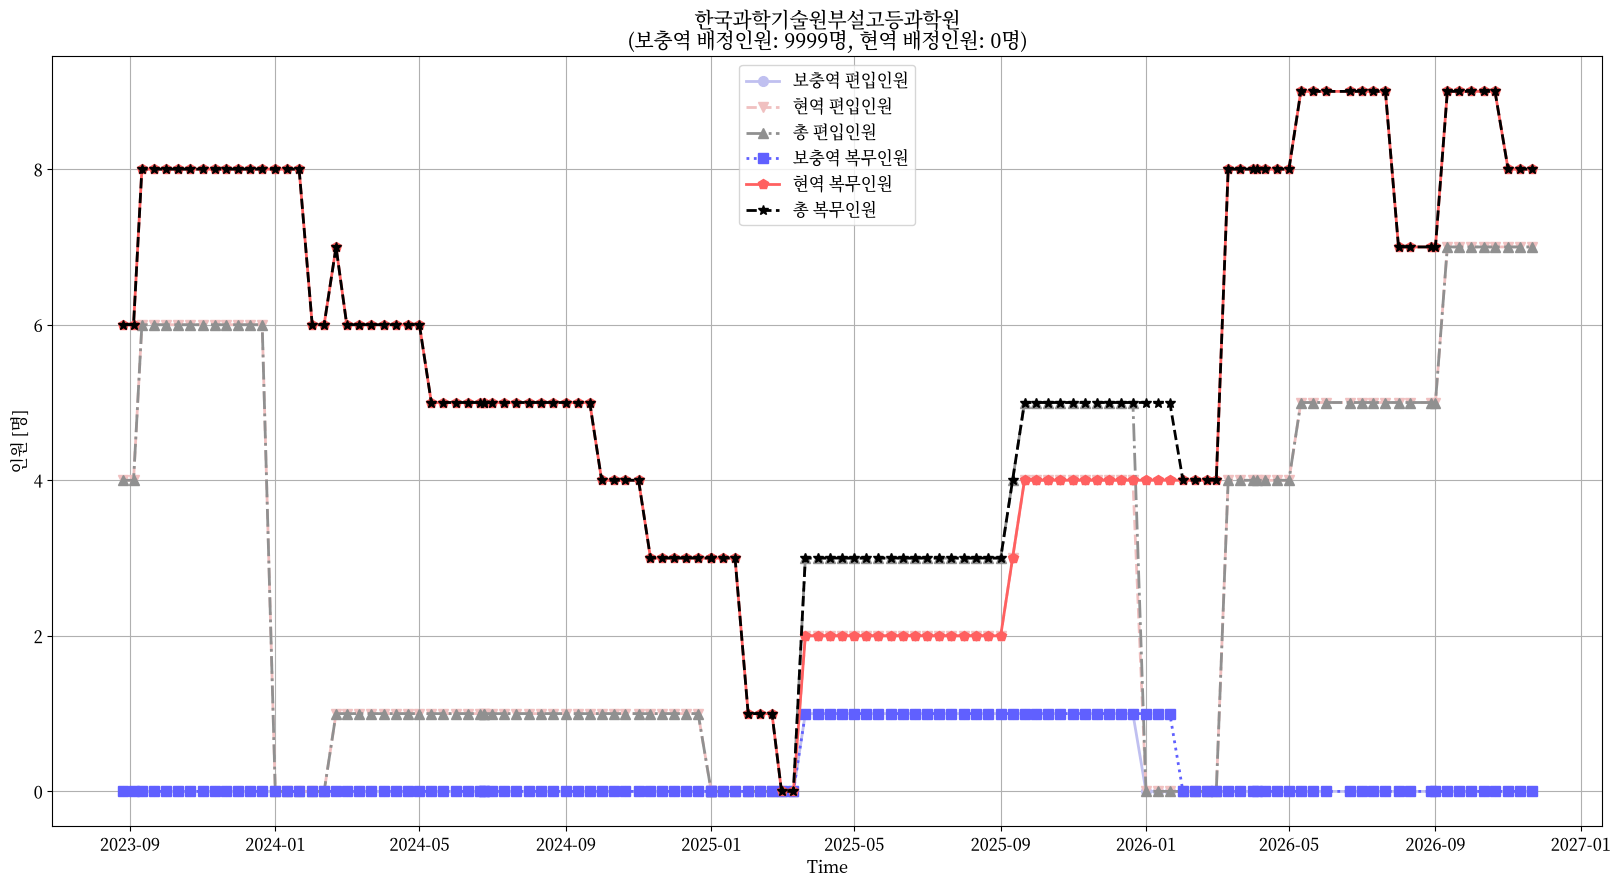 한국과학기술원부설고등과학원
(보충역 배정인원: 9999명, 현역 배정인원: 0명)
보충역 편입인원
현역 편입인원
총 편입인원
보충역 복무인원
현역 복무인원
총 복무인원
인원 [명]
8
6
4
2
0
2023-09
2024-01
2024-05
2024-09
2025-01
2025-05
2025-09
2026-01
2026-05
2026-09
2027-01
Time